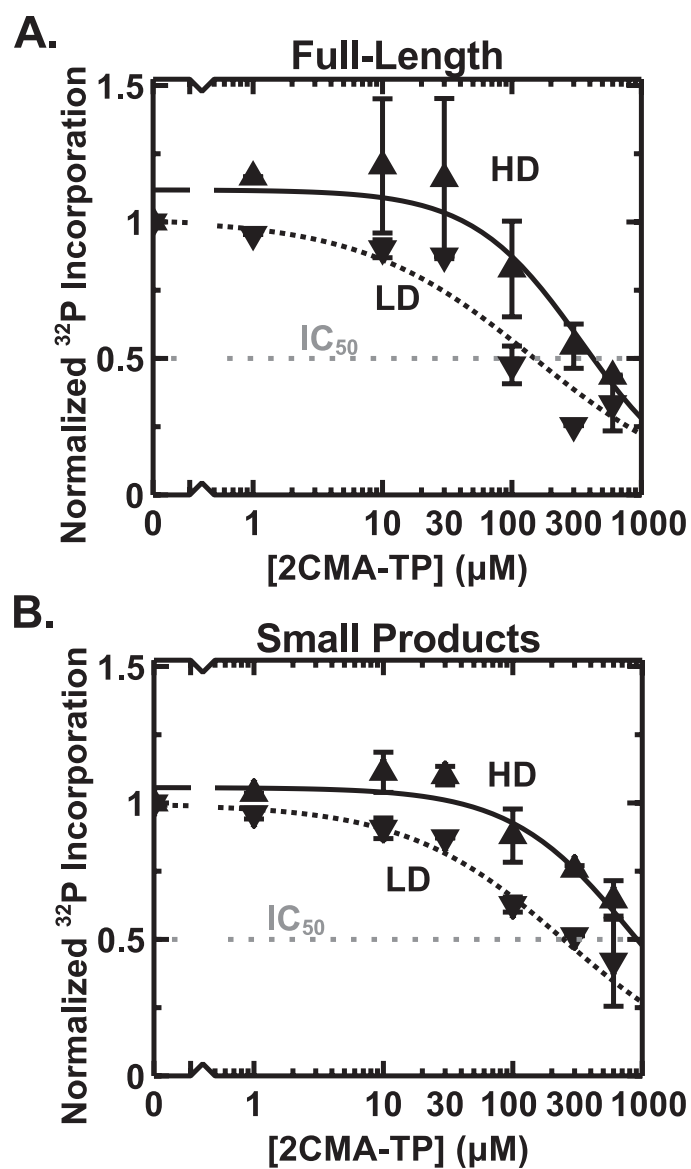 A.
Full-Length
Normalized ³²P Incorporation
1.5
1
0.5
0
HD
LD
IC₅₀
0 1 10 30 100 300 1000
[2CMA-TP] (µM)
B.
Small Products
Normalized ³²P Incorporation
1.5
1
0.5
0
HD
LD
IC₅₀
0 1 10 30 100 300 1000
[2CMA-TP] (µM)